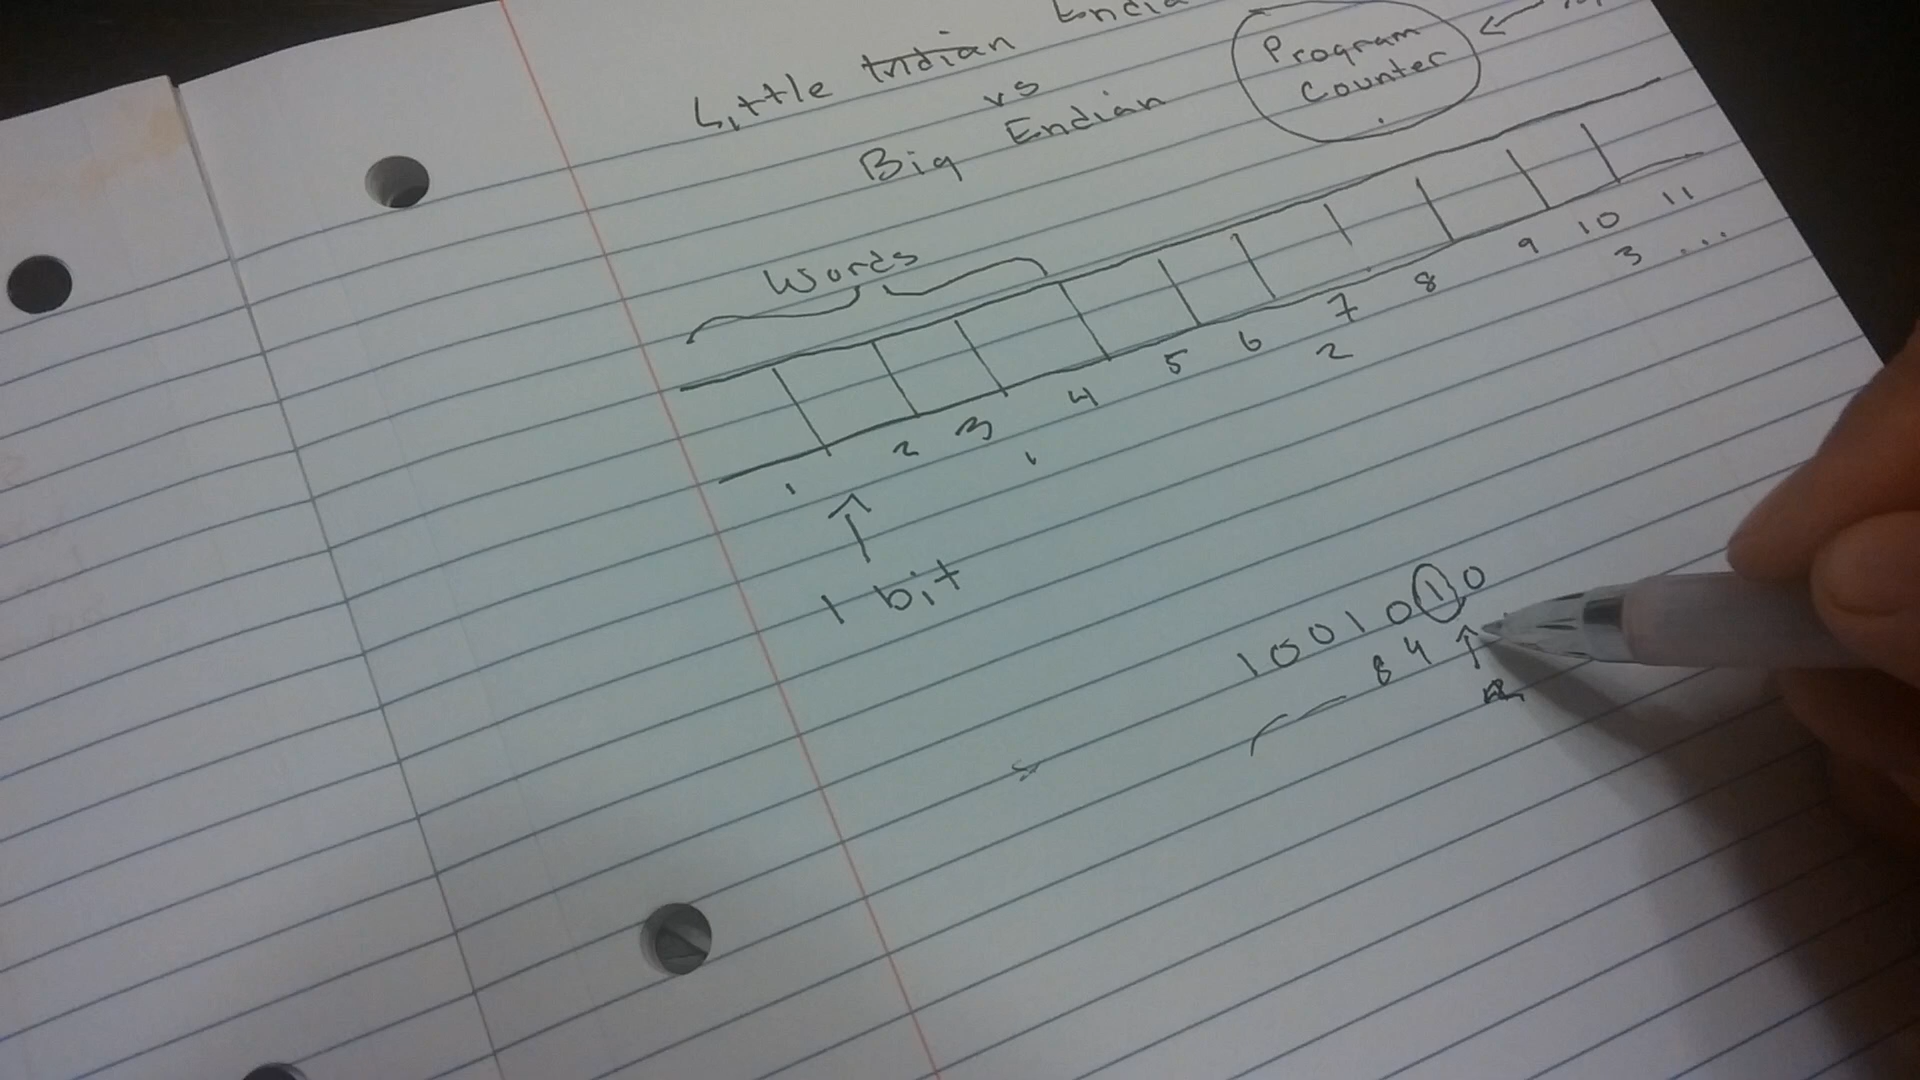 Little Indian Endia
vs
Big Endian
Program
Counter
Words
1 2 3 4 5 6 7 8 9 10 11
1 2 3 ...
1 bit
1001010
8 4